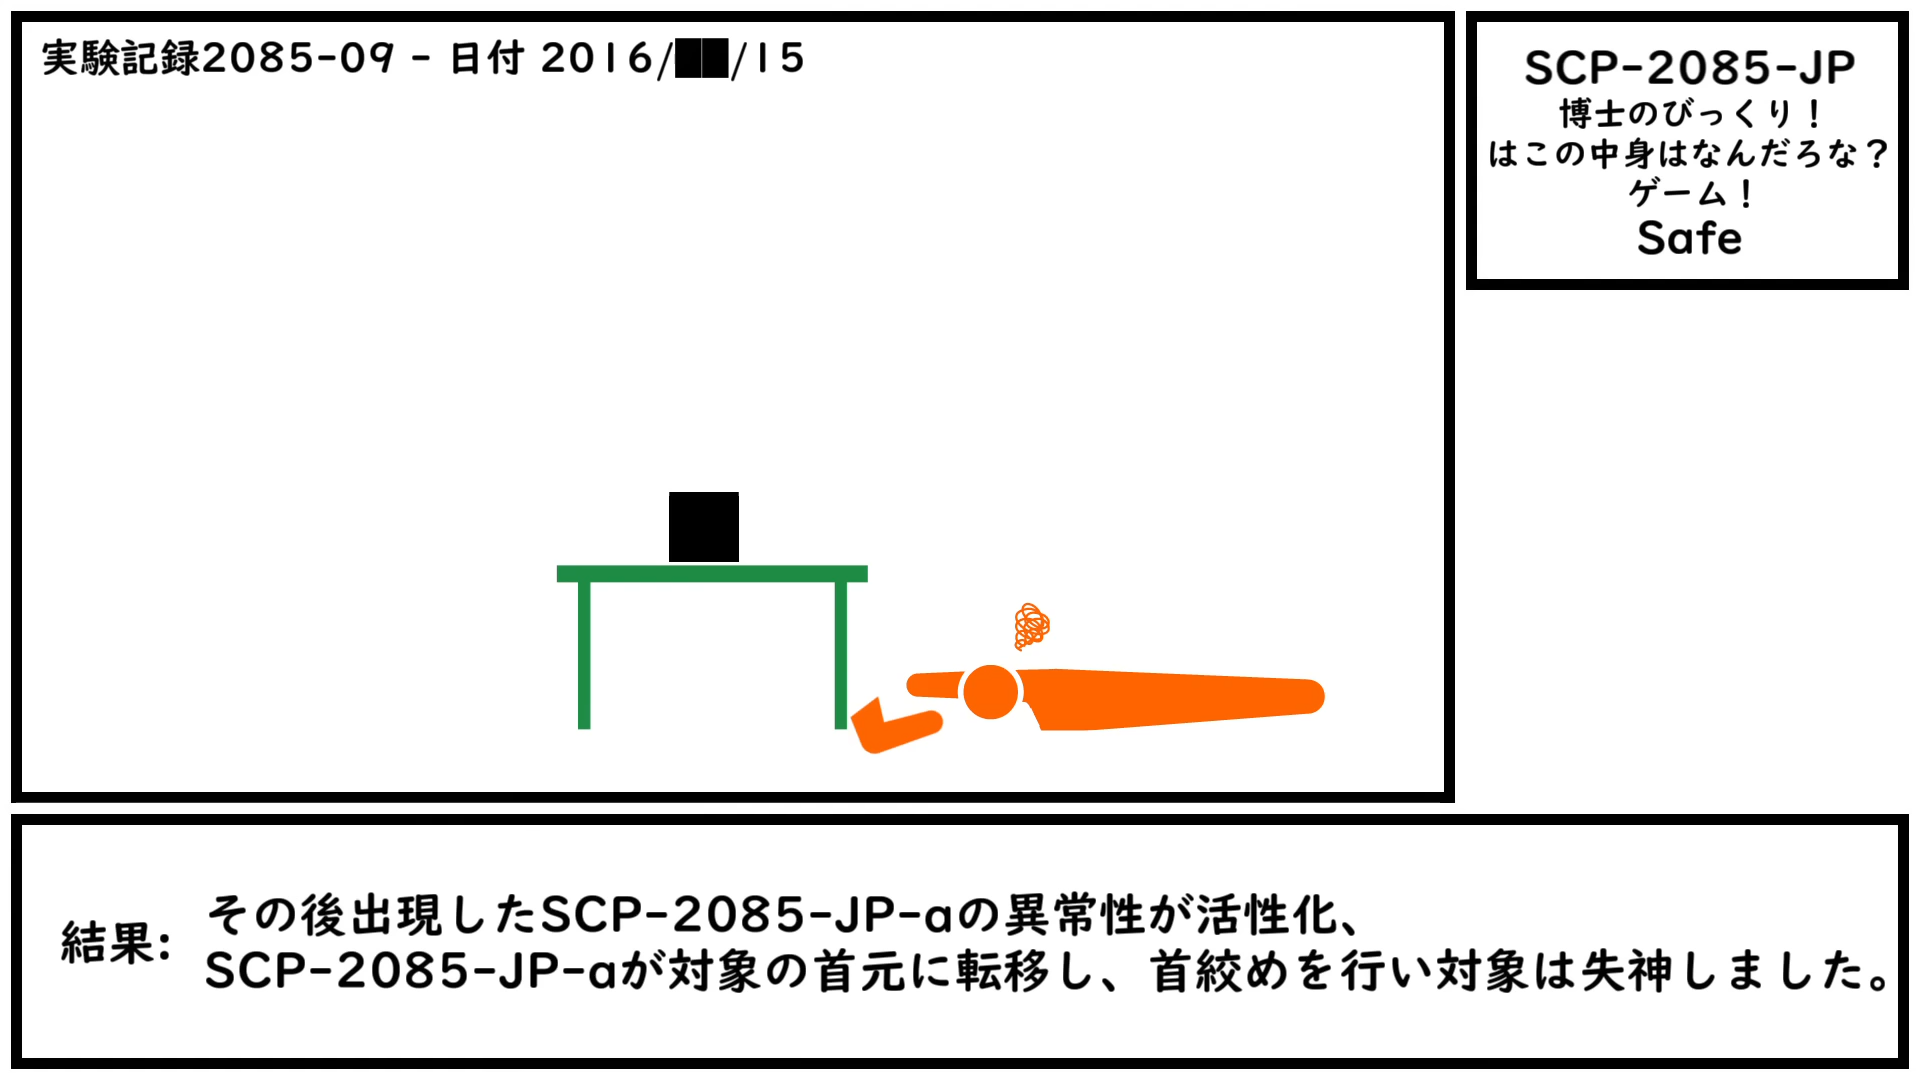 実験記録2085-09 - 日付 2016/██/15
SCP-2085-JP
博士のびっくり！
はこの中身はなんだろな？
ゲーム！
Safe
結果:
その後出現したSCP-2085-JP-aの異常性が活性化、
SCP-2085-JP-aが対象の首元に転移し、首絞めを行い対象は失神しました。